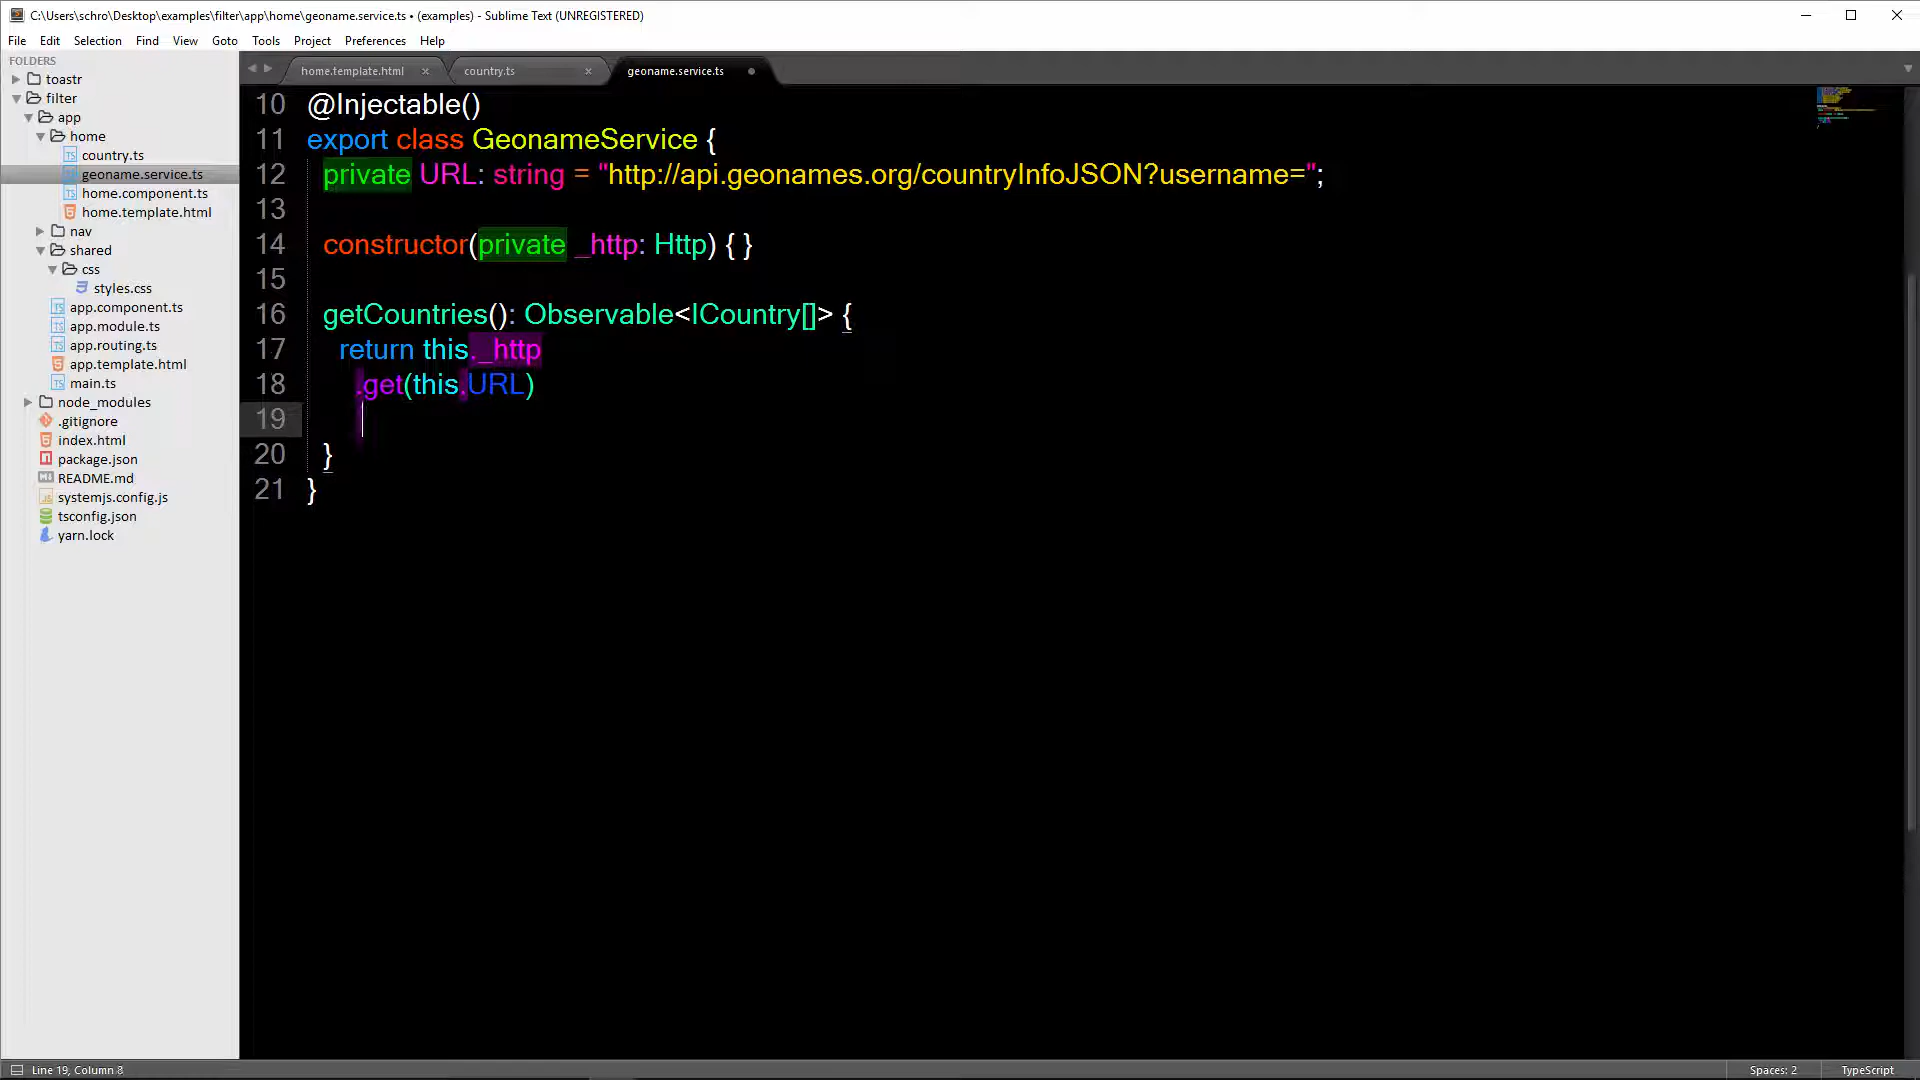 C:\Users\schro\Desktop\examples\filter\app\home\geoname.service.ts • (examples) - Sublime Text (UNREGISTERED)
File Edit Selection Find View Goto Tools Project Preferences Help
FOLDERS
toastr
filter
app
home
country.ts
geoname.service.ts
home.component.ts
home.template.html
nav
shared
css
styles.css
app.component.ts
app.module.ts
app.routing.ts
app.template.html
main.ts
node_modules
.gitignore
index.html
package.json
README.md
systemjs.config.js
tsconfig.json
yarn.lock
home.template.html country.ts geoname.service.ts
10 @Injectable()
11 export class GeonameService {
12 private URL: string = "http://api.geonames.org/countryInfoJSON?username=";
13
14 constructor(private _http: Http) { }
15
16 getCountries(): Observable<ICountry[]> {
17 return this._http
18 .get(this.URL)
19
20 }
21 }
Line 19, Column 8
Spaces: 2
TypeScript